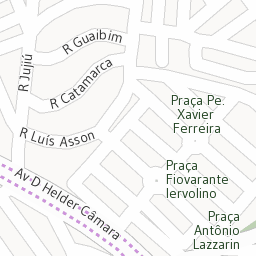 R Guaibim
R Jujuí
R Catamarca
Praça Pe.
Xavier
Ferreira
R Luís Asson
Praça
Fiovarante
Iervolino
Av D Helder Câmara
Praça
Antônio
Lazzarin